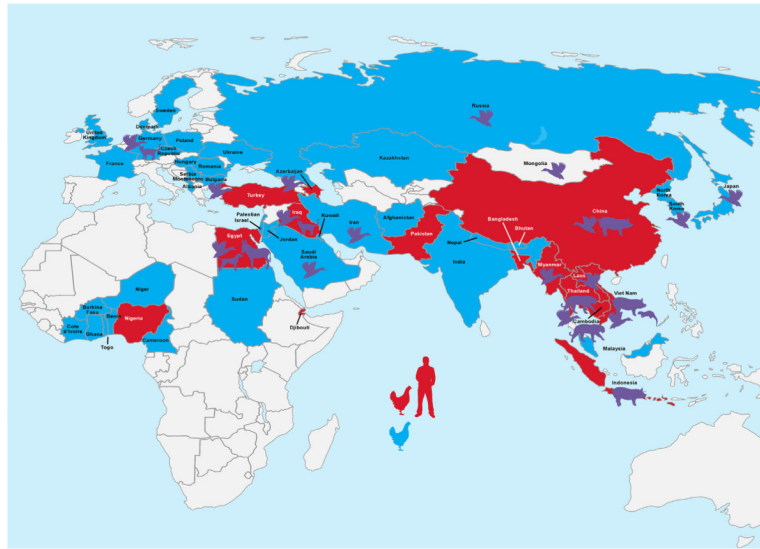 Russia
Sweden
Denmark
United
Kingdom
Germany
Poland
Czech
Republic
Ukraine
France
Hungary
Romania
Serbia
Montenegro
Bulgaria
Albania
Kazakhstan
Mongolia
Azerbaijan
Turkey
North
Korea
South
Korea
Japan
China
Palestian
Israel
Iraq
Kuwait
Afghanistan
Bangladesh
Bhutan
Egypt
Jordan
Iran
Pakistan
Nepal
Saudi
Arabia
India
Myanmar
Laos
Niger
Sudan
Thailand
Viet Nam
Burkina
Faso
Benin
Nigeria
Cote
d'Ivoire
Ghana
Togo
Cameroon
Djibouti
Cambodia
Malaysia
Indonesia